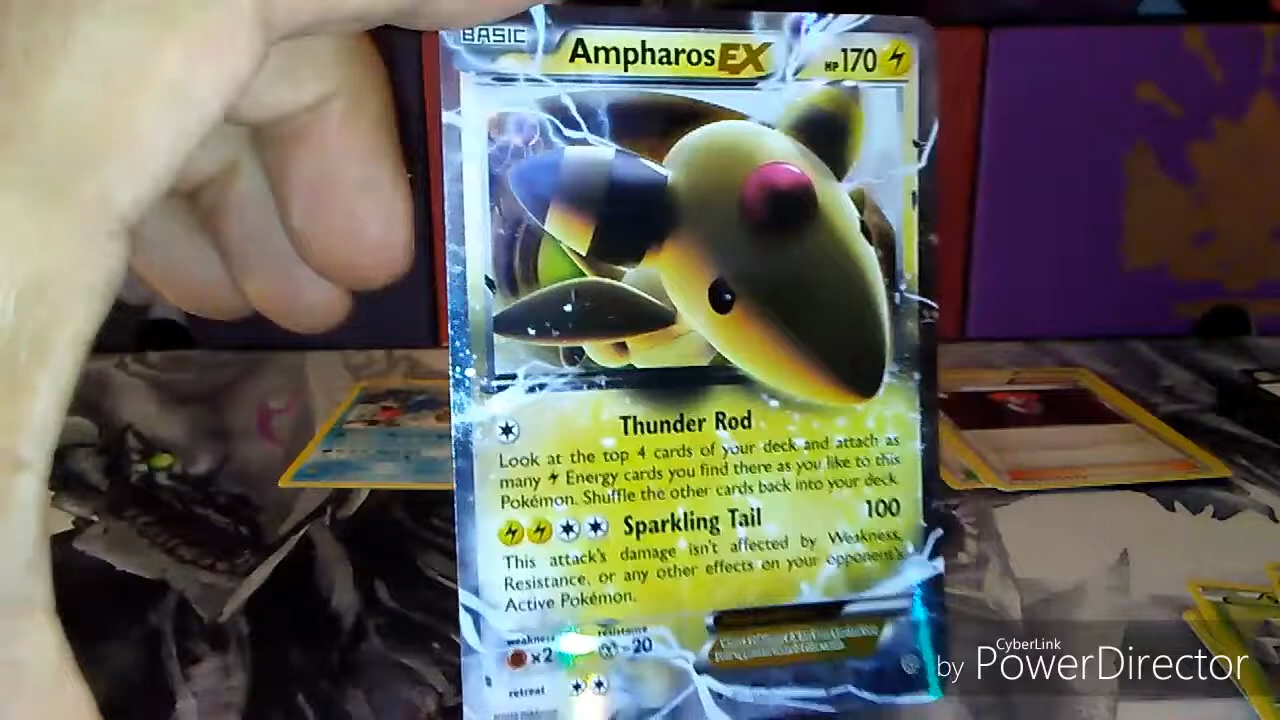 BASIC
Ampharos EX
HP 170
Thunder Rod
Look at the top 4 cards of your deck and attach as
many Energy cards you find there as you like to this
Pokémon. Shuffle the other cards back into your deck.
Sparkling Tail 100
This attack's damage isn't affected by Weakness,
Resistance, or any other effects on your opponent's
Active Pokémon.
weakness resistance
x2 -20
retreat
CyberLink
by PowerDirector